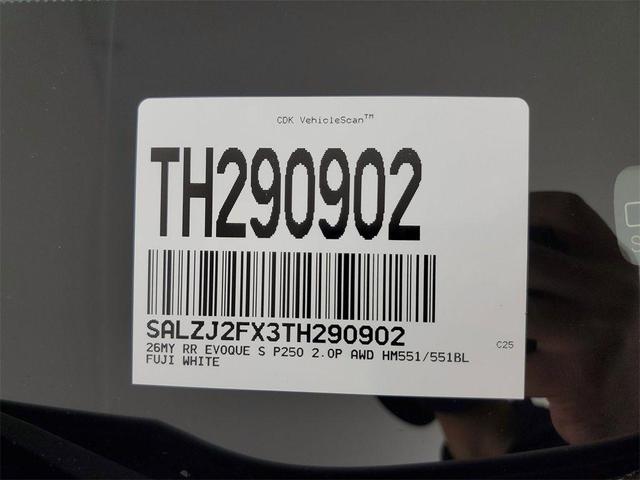 CDK VehicleScan™
TH290902
SALZJ2FX3TH290902
26MY RR EVOQUE S P250 2.0P AWD HM551/551BL
FUJI WHITE
C25